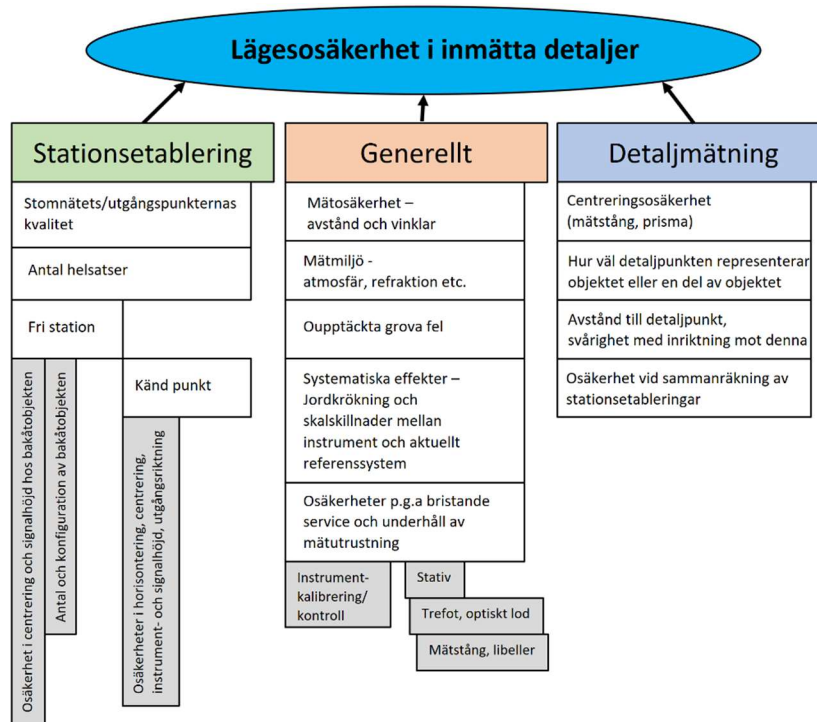 Lägesosäkerhet i inmätta detaljer
Stationsetablering
Stomnätets/utgångspunkternas
kvalitet
Antal helsatser
Fri station
Osäkerhet i centrering och signalhöjd hos bakåtobjekten
Antal och konfiguration av bakåtobjekten
Känd punkt
Osäkerheter i horisontering, centrering,
instrument- och signalhöjd, utgångsriktning
Generellt
Mätosäkerhet –
avstånd och vinklar
Mätmiljö -
atmosfär, refraktion etc.
Oupptäckta grova fel
Systematiska effekter –
Jordkrökning och
skalskillnader mellan
instrument och aktuellt
referenssystem
Osäkerheter p.g.a bristande
service och underhåll av
mätutrustning
Instrument-
kalibrering/
kontroll
Stativ
Trefot, optiskt lod
Mätstång, libeller
Detaljmätning
Centreringsosäkerhet
(mätstång, prisma)
Hur väl detaljpunkten representerar
objektet eller en del av objektet
Avstånd till detaljpunkt,
svårighet med inriktning mot denna
Osäkerhet vid sammanräkning av
stationsetableringar